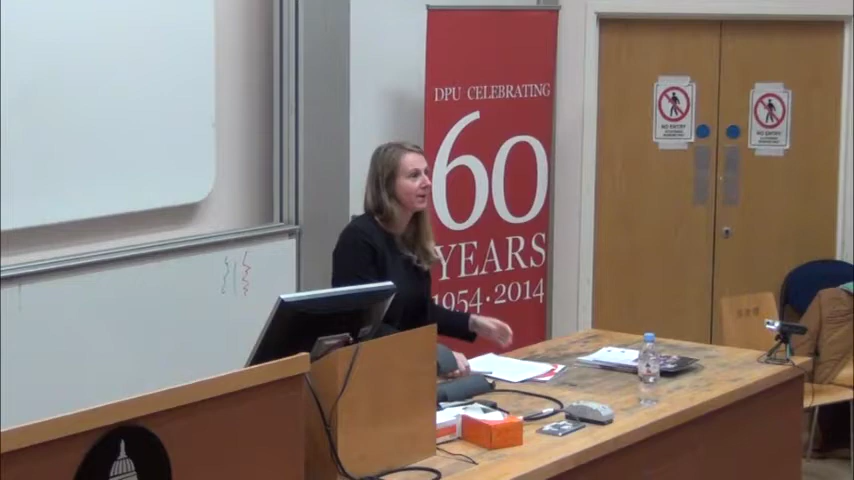 DPU CELEBRATING
60
YEARS
1954·2014
NO ENTRY
NO ENTRY